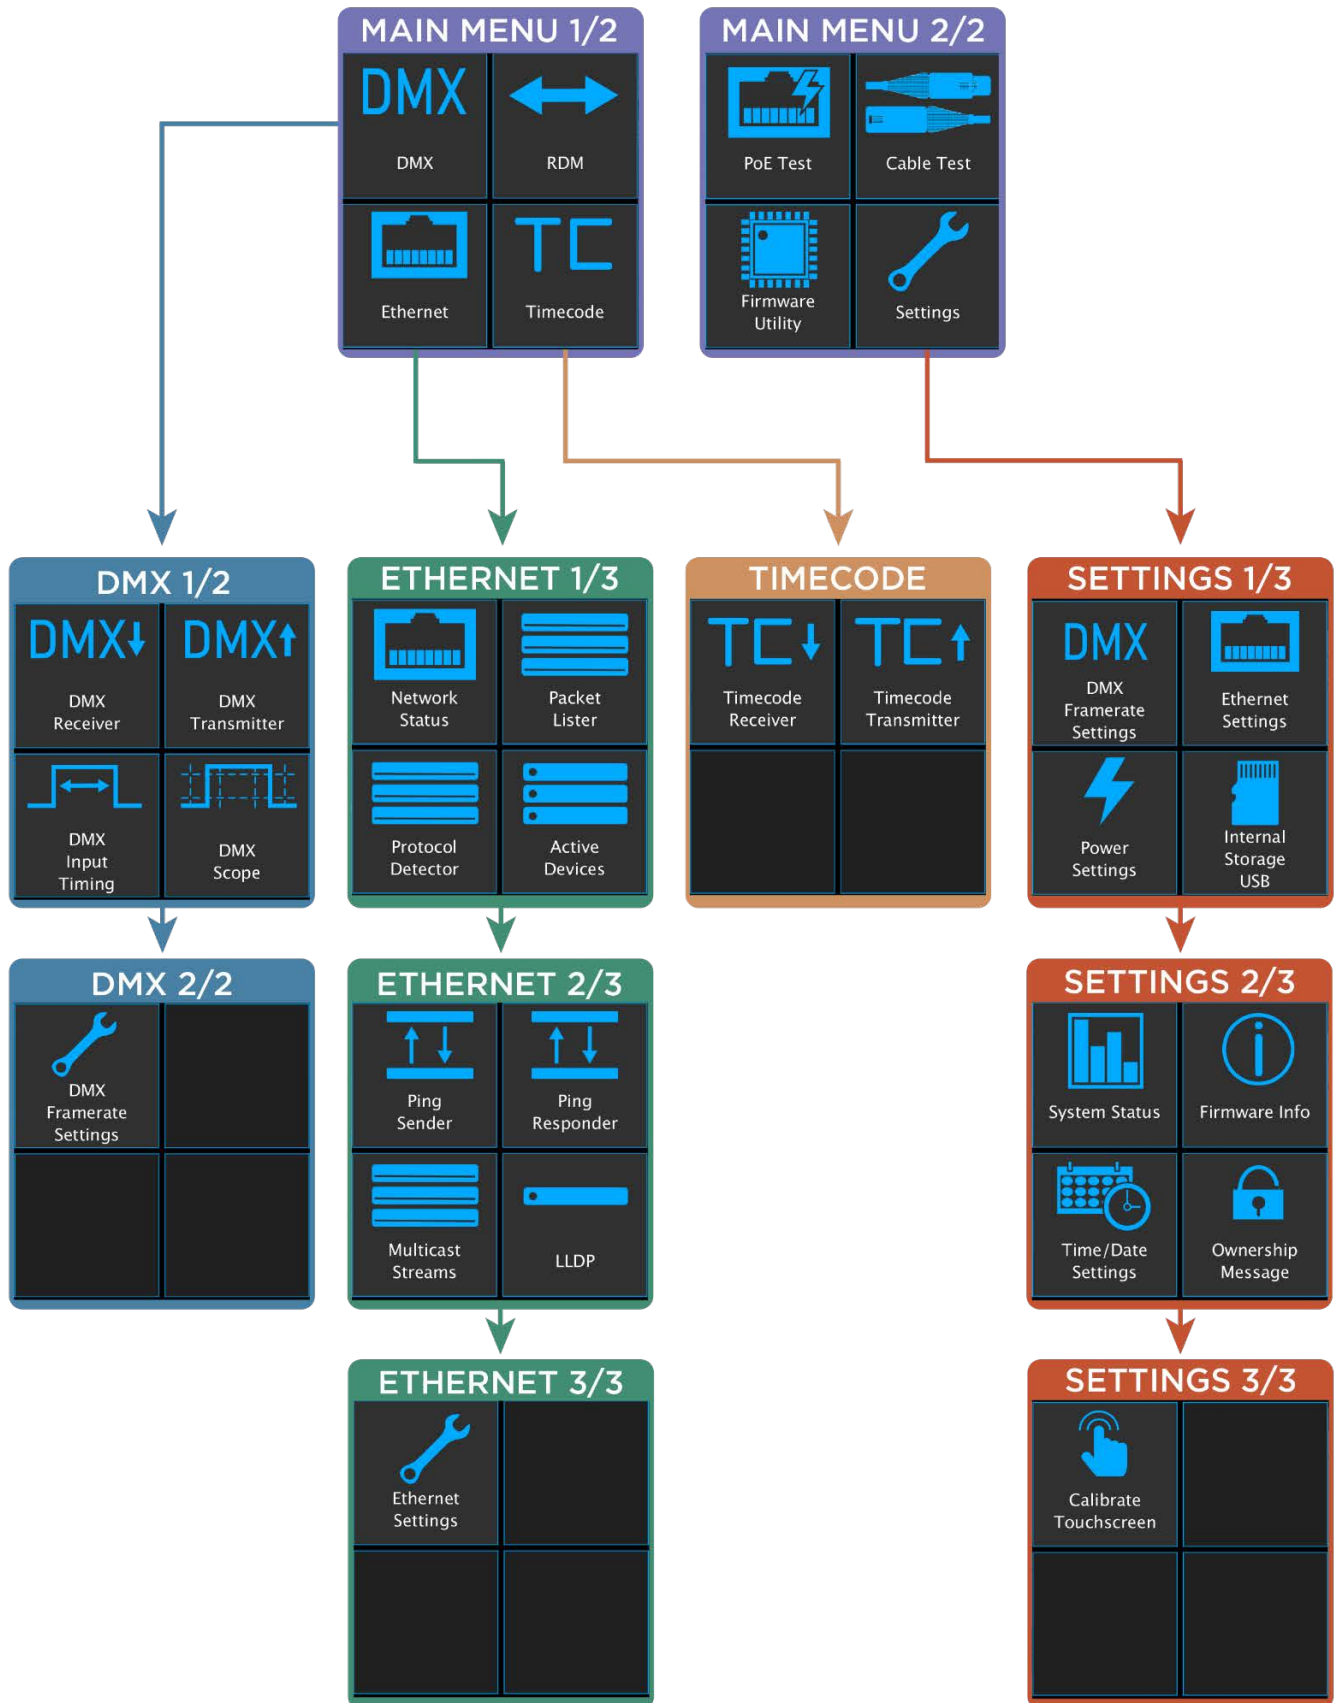 MAIN MENU 1/2
DMX
DMX
RDM
TC
Ethernet
Timecode
MAIN MENU 2/2
PoE Test
Cable Test
Firmware
Utility
Settings
DMX 1/2
DMX
DMX
Receiver
DMX
DMX
Transmitter
DMX
Input
Timing
DMX
Scope
ETHERNET 1/3
Network
Status
Packet
Lister
Protocol
Detector
Active
Devices
TIMECODE
TC
Timecode
Receiver
TC
Timecode
Transmitter
SETTINGS 1/3
DMX
DMX
Framerate
Settings
Ethernet
Settings
Power
Settings
Internal
Storage
USB
DMX 2/2
DMX
Framerate
Settings
ETHERNET 2/3
Ping
Sender
Ping
Responder
Multicast
Streams
LLDP
SETTINGS 2/3
System Status
Firmware Info
Time/Date
Settings
Ownership
Message
ETHERNET 3/3
Ethernet
Settings
SETTINGS 3/3
Calibrate
Touchscreen